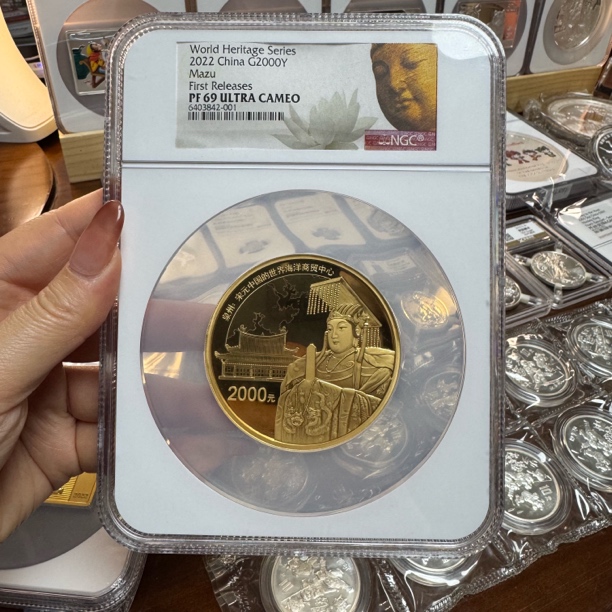 World Heritage Series
2022 China G2000Y
Mazu
First Releases
PF 69 ULTRA CAMEO
6403842-001
NGC®
泉州：宋元中国的世界海洋商贸中心
2000元